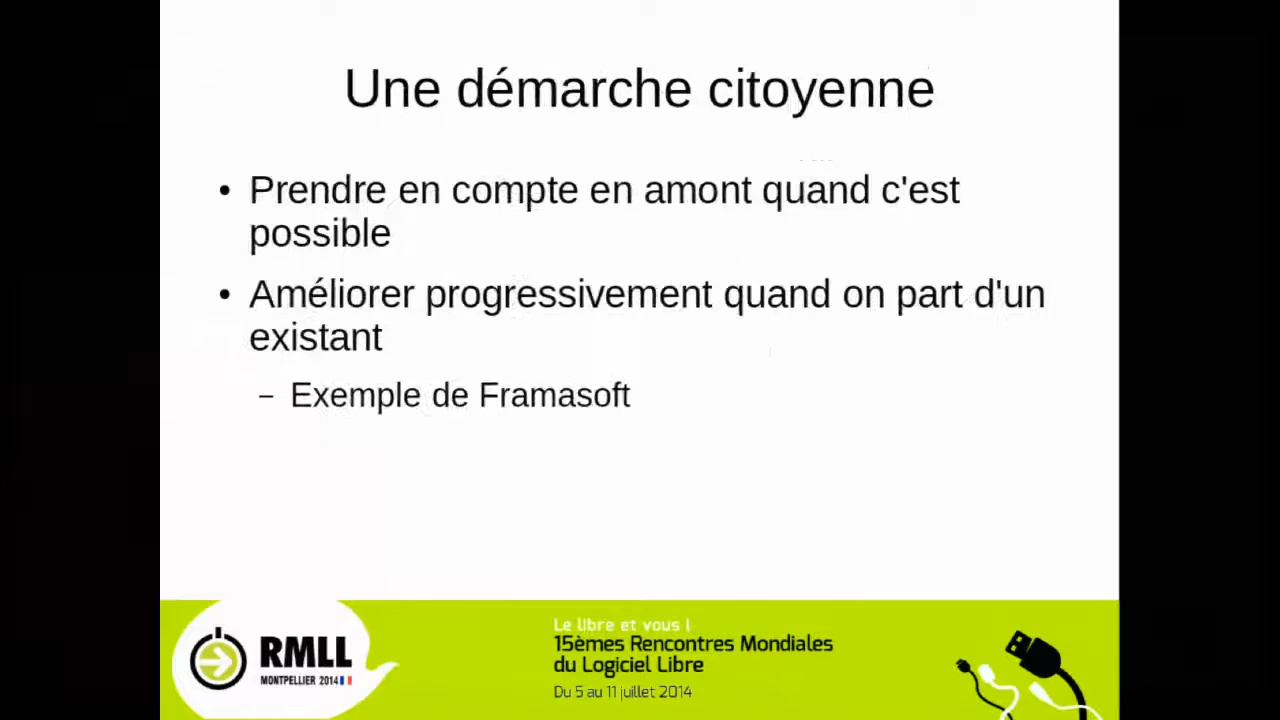 Une démarche citoyenne
• Prendre en compte en amont quand c'est
possible
• Améliorer progressivement quand on part d'un
existant
– Exemple de Framasoft
RMLL
MONTPELLIER 2014
Le libre et vous !
15èmes Rencontres Mondiales
du Logiciel Libre
Du 5 au 11 juillet 2014